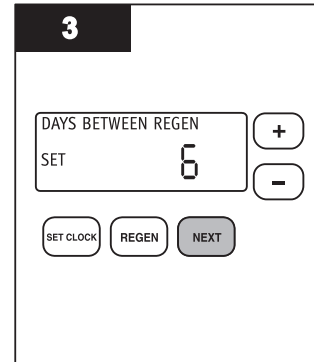 3
DAYS BETWEEN REGEN
SET 6
+
-
SET CLOCK REGEN NEXT